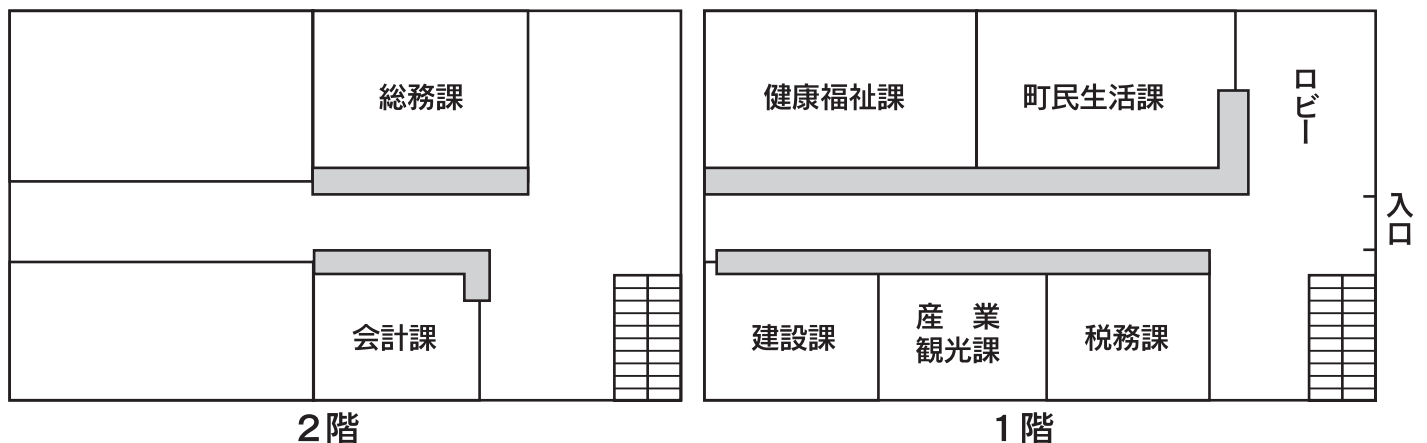 総務課
会計課
2階
健康福祉課
町民生活課
ロビー
入口
建設課
産 業
観光課
税務課
1階